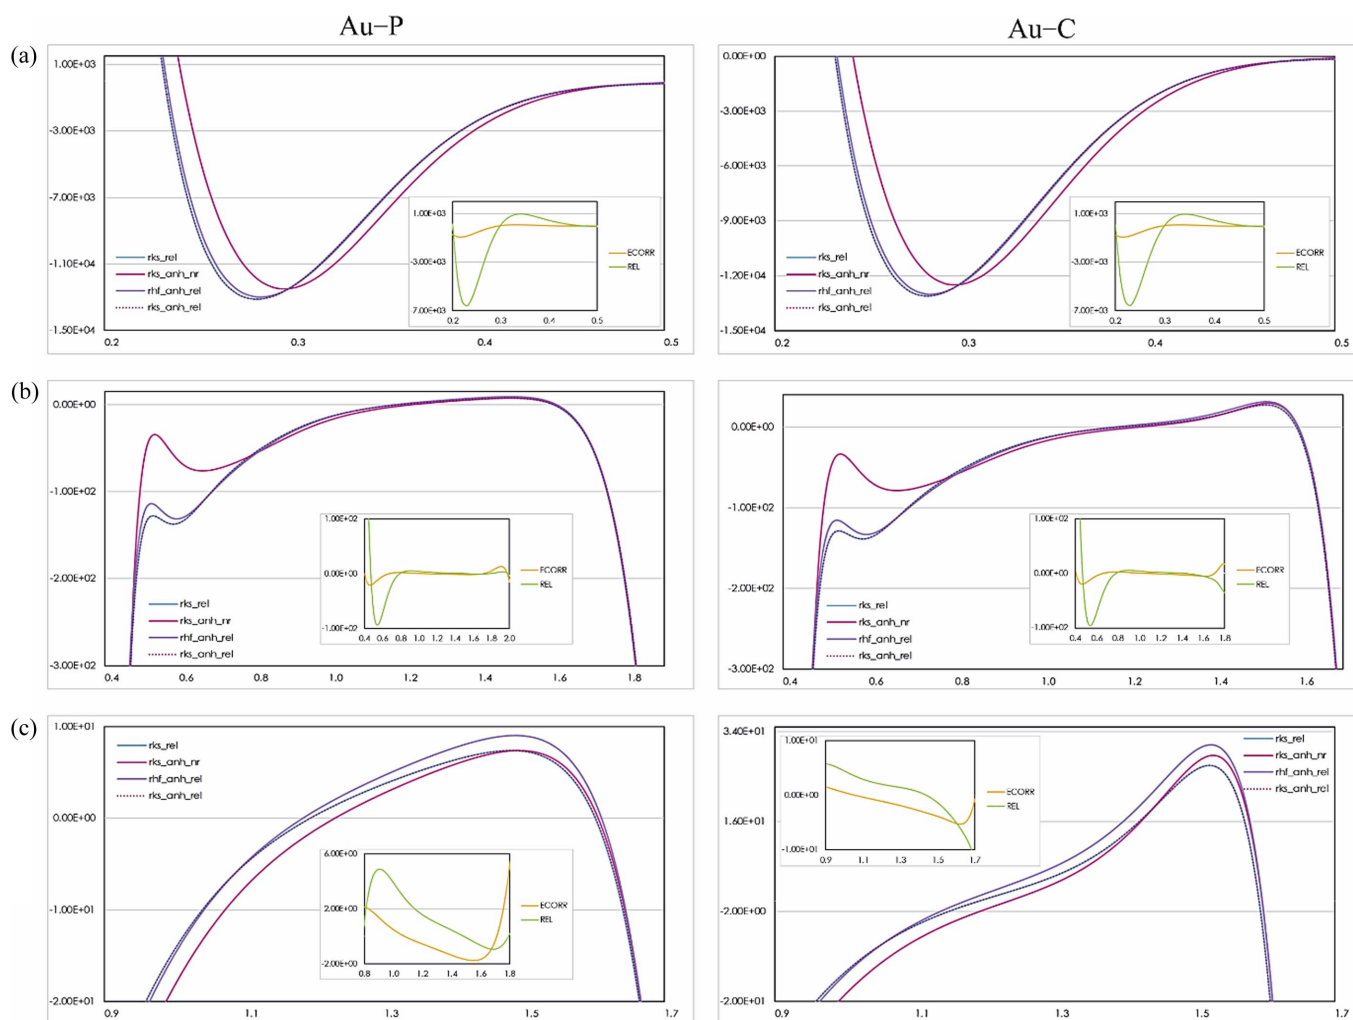 Au−P
Au−C
(a)
1.00E+03
-3.00E+03
-7.00E+03
-1.10E+04
-1.50E+04
rks_rel
rks_anh_nr
rhf_anh_rel
rks_anh_rel
1.00E+03
-3.00E+03
7.00E+03
0.2 0.3 0.4 0.5
ECORR
REL
0.2 0.3 0.4 0.5
0.00E+00
-3.00E+03
-6.00E+03
-9.00E+03
-1.20E+04
-1.50E+04
rks_rel
rks_anh_nr
rhf_anh_rel
rks_anh_rel
1.00E+03
-3.00E+03
7.00E+03
0.2 0.3 0.4 0.5
ECORR
REL
0.2 0.3 0.4 0.5
(b)
0.00E+00
-1.00E+02
-2.00E+02
-3.00E+02
rks_rel
rks_anh_nr
rhf_anh_rel
rks_anh_rel
1.00E+02
0.00E+00
-1.00E+02
0.4 0.6 0.8 1.0 1.2 1.4 1.6 1.8 2.0
ECORR
REL
0.4 0.6 0.8 1.0 1.2 1.4 1.6 1.8
0.00E+00
-1.00E+02
-2.00E+02
-3.00E+02
rks_rel
rks_anh_nr
rhf_anh_rel
rks_anh_rel
1.00E+02
0.00E+00
-1.00E+02
0.4 0.6 0.8 1.0 1.2 1.4 1.6 1.8
ECORR
REL
0.4 0.6 0.8 1.0 1.2 1.4 1.6
(c)
1.00E+01
0.00E+00
-1.00E+01
-2.00E+01
rks_rel
rks_anh_nr
rhf_anh_rel
rks_anh_rel
6.00E+00
2.00E+00
-2.00E+00
0.8 1.0 1.2 1.4 1.6 1.8
ECORR
REL
0.9 1.1 1.3 1.5 1.7
3.40E+01
1.60E+01
-2.00E+00
-2.00E+01
1.00E+01
0.00E+00
-1.00E+01
0.9 1.1 1.3 1.5 1.7
ECORR
REL
rks_rel
rks_anh_nr
rhf_anh_rel
rks_anh_rel
0.9 1.1 1.3 1.5 1.7